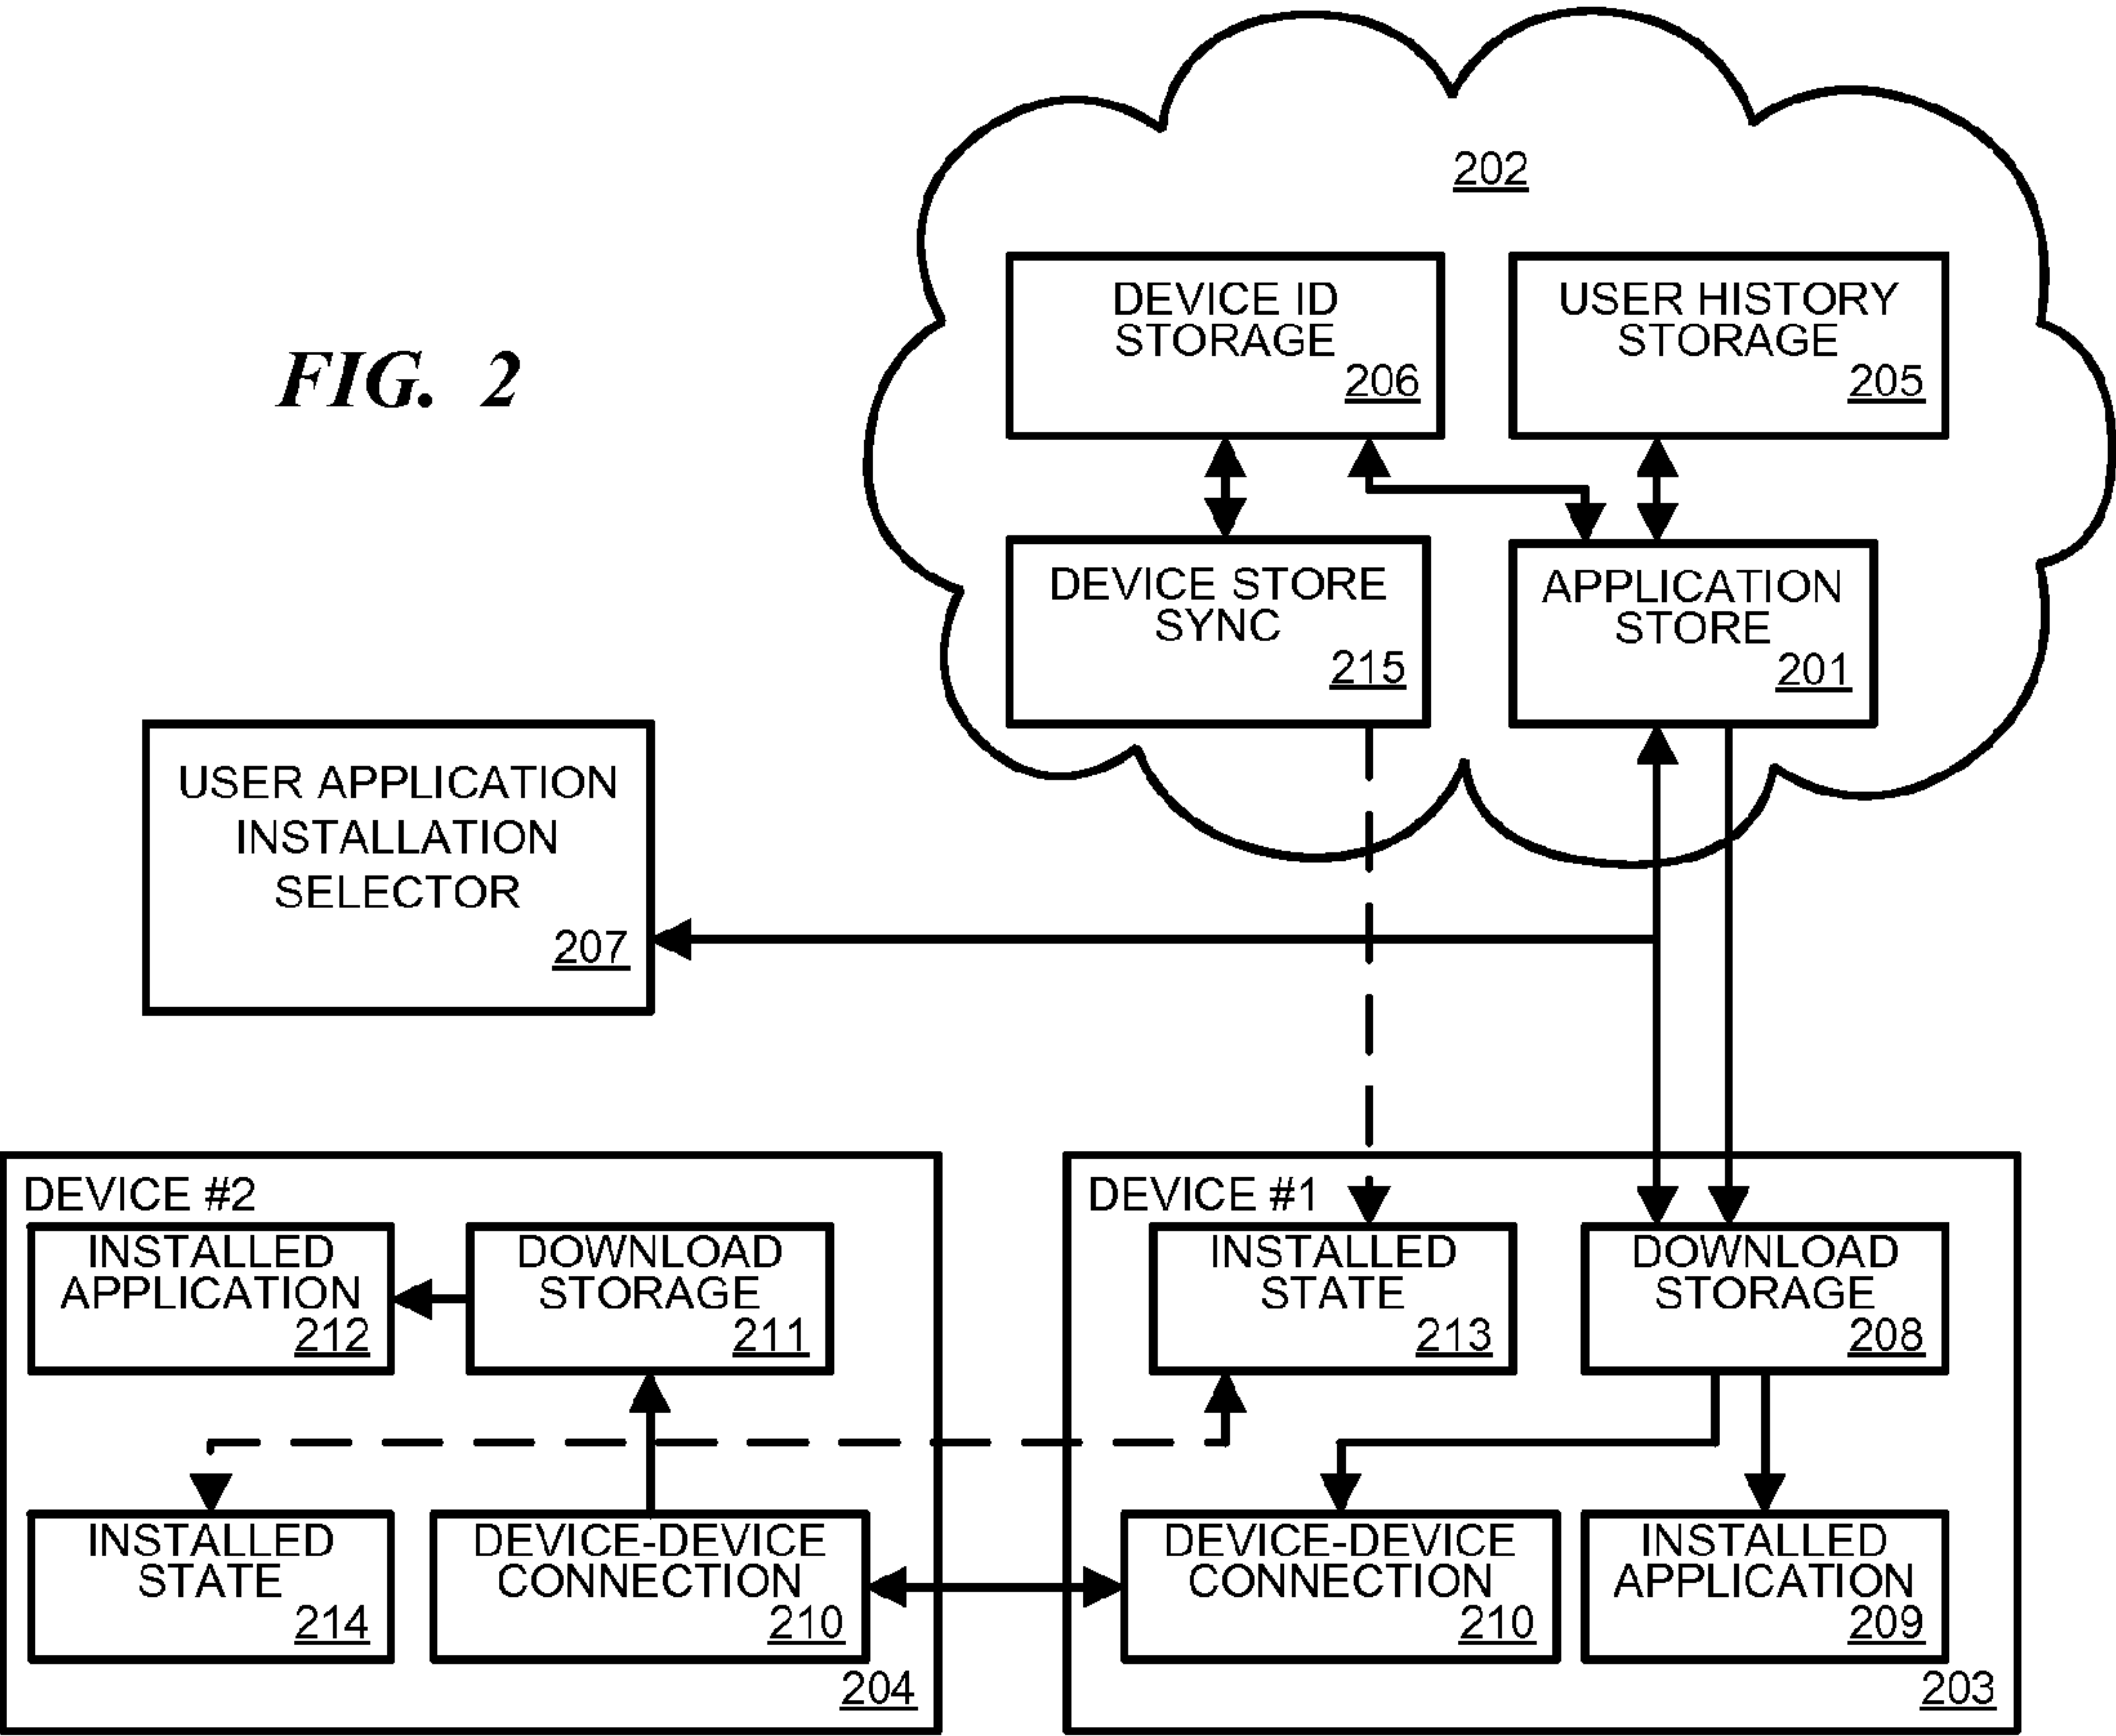 202
DEVICE ID
STORAGE
206
USER HISTORY
STORAGE
205
FIG. 2
DEVICE STORE
SYNC
215
APPLICATION
STORE
201
USER APPLICATION
INSTALLATION
SELECTOR
207
DEVICE #2
INSTALLED
APPLICATION
212
DOWNLOAD
STORAGE
211
INSTALLED
STATE
214
DEVICE-DEVICE
CONNECTION
210
204
DEVICE #1
INSTALLED
STATE
213
DOWNLOAD
STORAGE
208
DEVICE-DEVICE
CONNECTION
210
INSTALLED
APPLICATION
209
203